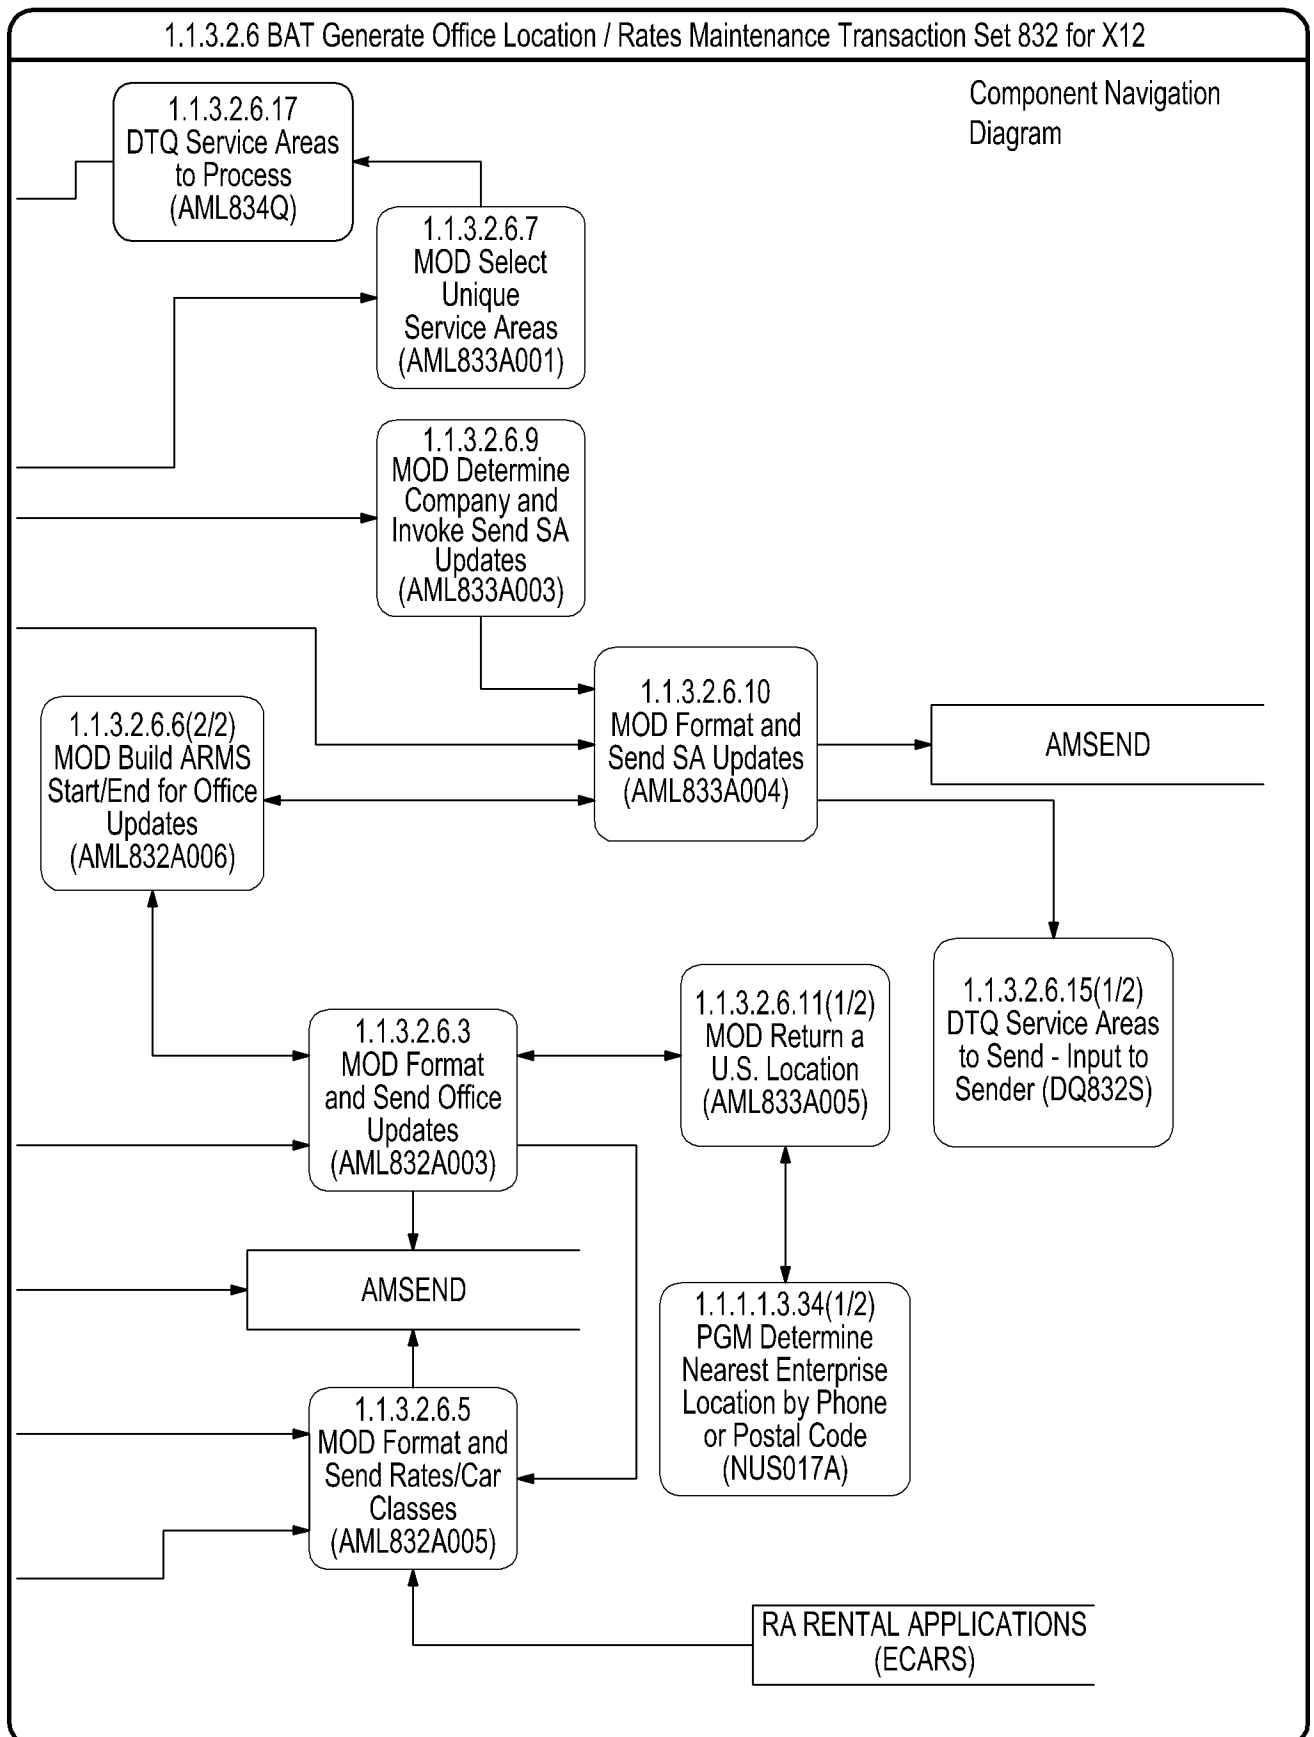 1.1.3.2.6 BAT Generate Office Location / Rates Maintenance Transaction Set 832 for X12
Component Navigation
Diagram
1.1.3.2.6.17
DTQ Service Areas
to Process
(AML834Q)
1.1.3.2.6.7
MOD Select
Unique
Service Areas
(AML833A001)
1.1.3.2.6.9
MOD Determine
Company and
Invoke Send SA
Updates
(AML833A003)
1.1.3.2.6.10
MOD Format and
Send SA Updates
(AML833A004)
AMSEND
1.1.3.2.6.6(2/2)
MOD Build ARMS
Start/End for Office
Updates
(AML832A006)
1.1.3.2.6.15(1/2)
DTQ Service Areas
to Send - Input to
Sender (DQ832S)
1.1.3.2.6.11(1/2)
MOD Return a
U.S. Location
(AML833A005)
1.1.3.2.6.3
MOD Format
and Send Office
Updates
(AML832A003)
AMSEND
1.1.1.1.3.34(1/2)
PGM Determine
Nearest Enterprise
Location by Phone
or Postal Code
(NUS017A)
1.1.3.2.6.5
MOD Format and
Send Rates/Car
Classes
(AML832A005)
RA RENTAL APPLICATIONS
(ECARS)